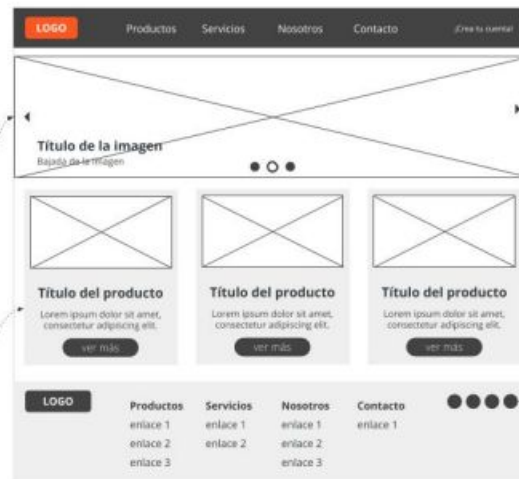 LOGO Productos Servicios Nosotros Contacto ¡Crea tu cuenta!
Título de la imagen
Bajada de la imagen
Título del producto
Lorem ipsum dolor sit amet,
consectetur adipiscing elit.
ver más
Título del producto
Lorem ipsum dolor sit amet,
consectetur adipiscing elit.
ver más
Título del producto
Lorem ipsum dolor sit amet,
consectetur adipiscing elit.
ver más
LOGO
Productos
enlace 1
enlace 2
enlace 3
Servicios
enlace 1
enlace 2
Nosotros
enlace 1
enlace 2
enlace 3
Contacto
enlace 1